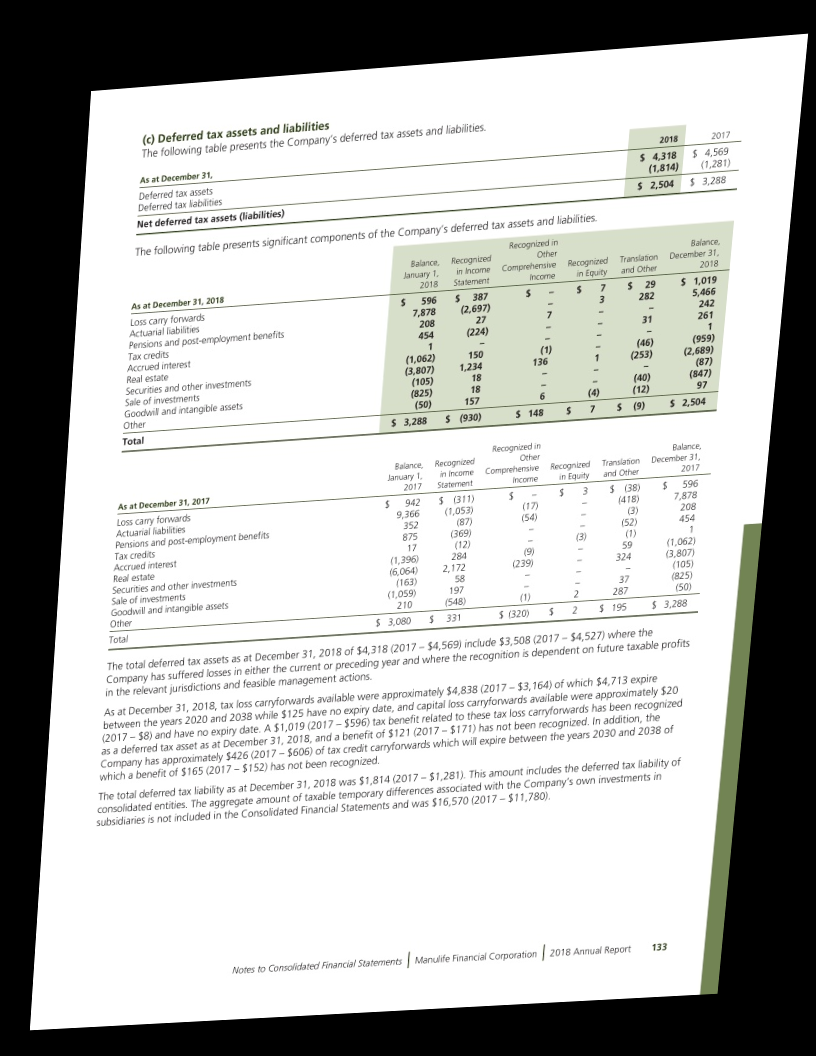 (c) Deferred tax assets and liabilities
The following table presents the Company's deferred tax assets and liabilities.
As at December 31, 2018 2017
Deferred tax assets $ 4,318 $ 4,569
Deferred tax liabilities (1,814) (1,281)
Net deferred tax assets (liabilities) $ 2,504 $ 3,288
The following table presents significant components of the Company's deferred tax assets and liabilities.
As at December 31, 2018 Balance, January 1, 2018 Recognized in Income Statement Recognized in Other Comprehensive Income Recognized in Equity Translation and Other Balance, December 31, 2018
Loss carry forwards $ 596 $ 387 $ – $ 7 $ 29 $ 1,019
Actuarial liabilities 7,878 (2,697) – 3 282 5,466
Pensions and post-employment benefits 208 27 7 – – 242
Tax credits 454 (224) – – 31 261
Accrued interest 1 – – – – 1
Real estate (1,062) 150 (1) – (46) (959)
Securities and other investments (3,807) 1,234 136 1 (253) (2,689)
Sale of investments (105) 18 – – – (87)
Goodwill and intangible assets (825) 18 – – (40) (847)
Other (50) 157 6 (4) (12) 97
Total $ 3,288 $ (930) $ 148 $ 7 $ (9) $ 2,504
As at December 31, 2017 Balance, January 1, 2017 Recognized in Income Statement Recognized in Other Comprehensive Income Recognized in Equity Translation and Other Balance, December 31, 2017
Loss carry forwards $ 942 $ (311) $ – $ 3 $ (38) $ 596
Actuarial liabilities 9,366 (1,053) (17) – (418) 7,878
Pensions and post-employment benefits 352 (87) (54) – (3) 208
Tax credits 875 (369) – – (52) 454
Accrued interest 17 (12) – (3) (1) 1
Real estate (1,396) 284 (9) – 59 (1,062)
Securities and other investments (6,064) 2,172 (239) – 324 (3,807)
Sale of investments (163) 58 – – – (105)
Goodwill and intangible assets (1,059) 197 – – 37 (825)
Other 210 (548) (1) 2 287 (50)
Total $ 3,080 $ 331 $ (320) $ 2 $ 195 $ 3,288
The total deferred tax assets as at December 31, 2018 of $4,318 (2017 – $4,569) include $3,508 (2017 – $4,527) where the
Company has suffered losses in either the current or preceding year and where the recognition is dependent on future taxable profits
in the relevant jurisdictions and feasible management actions.
As at December 31, 2018, tax loss carryforwards available were approximately $4,838 (2017 – $3,164) of which $4,713 expire
between the years 2020 and 2038 while $125 have no expiry date, and capital loss carryforwards available were approximately $20
(2017 – $8) and have no expiry date. A $1,019 (2017 – $596) tax benefit related to these tax loss carryforwards has been recognized
as a deferred tax asset as at December 31, 2018, and a benefit of $121 (2017 – $171) has not been recognized. In addition, the
Company has approximately $426 (2017 – $606) of tax credit carryforwards which will expire between the years 2030 and 2038 of
which a benefit of $165 (2017 – $152) has not been recognized.
The total deferred tax liability as at December 31, 2018 was $1,814 (2017 – $1,281). This amount includes the deferred tax liability of
consolidated entities. The aggregate amount of taxable temporary differences associated with the Company's own investments in
subsidiaries is not included in the Consolidated Financial Statements and was $16,570 (2017 – $11,780).
Notes to Consolidated Financial Statements | Manulife Financial Corporation | 2018 Annual Report 133